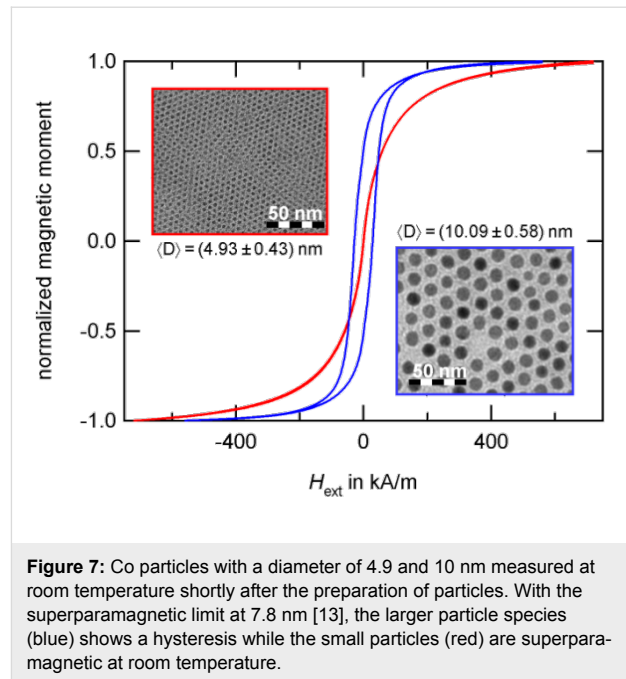 normalized magnetic moment
1.0
0.5
0.0
-0.5
-1.0
50 nm
⟨D⟩ = (4.93 ± 0.43) nm
⟨D⟩ = (10.09 ± 0.58) nm
50 nm
-400
0
400
H_ext in kA/m
Figure 7: Co particles with a diameter of 4.9 and 10 nm measured at
room temperature shortly after the preparation of particles. With the
superparamagnetic limit at 7.8 nm [13], the larger particle species
(blue) shows a hysteresis while the small particles (red) are superpara-
magnetic at room temperature.